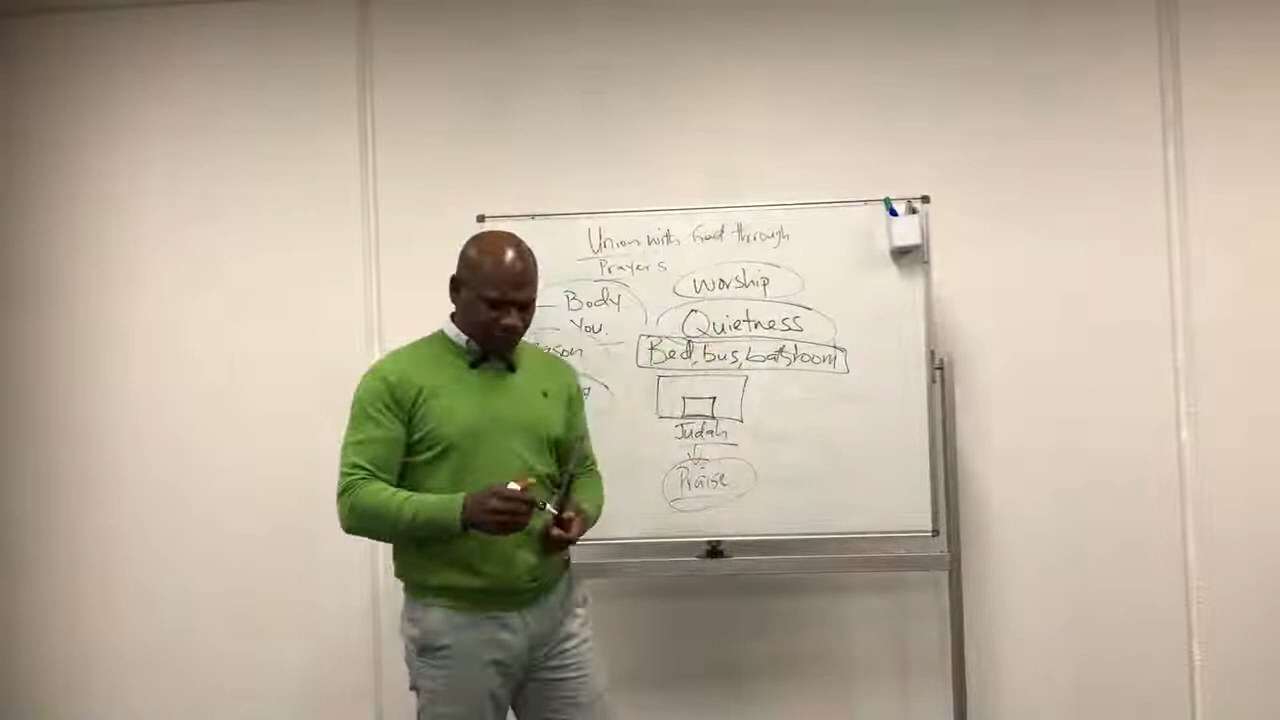 Union with God through
Prayers
Worship
Body
Quietness
You.
Bed, bus, bathroom
Judah
Praise